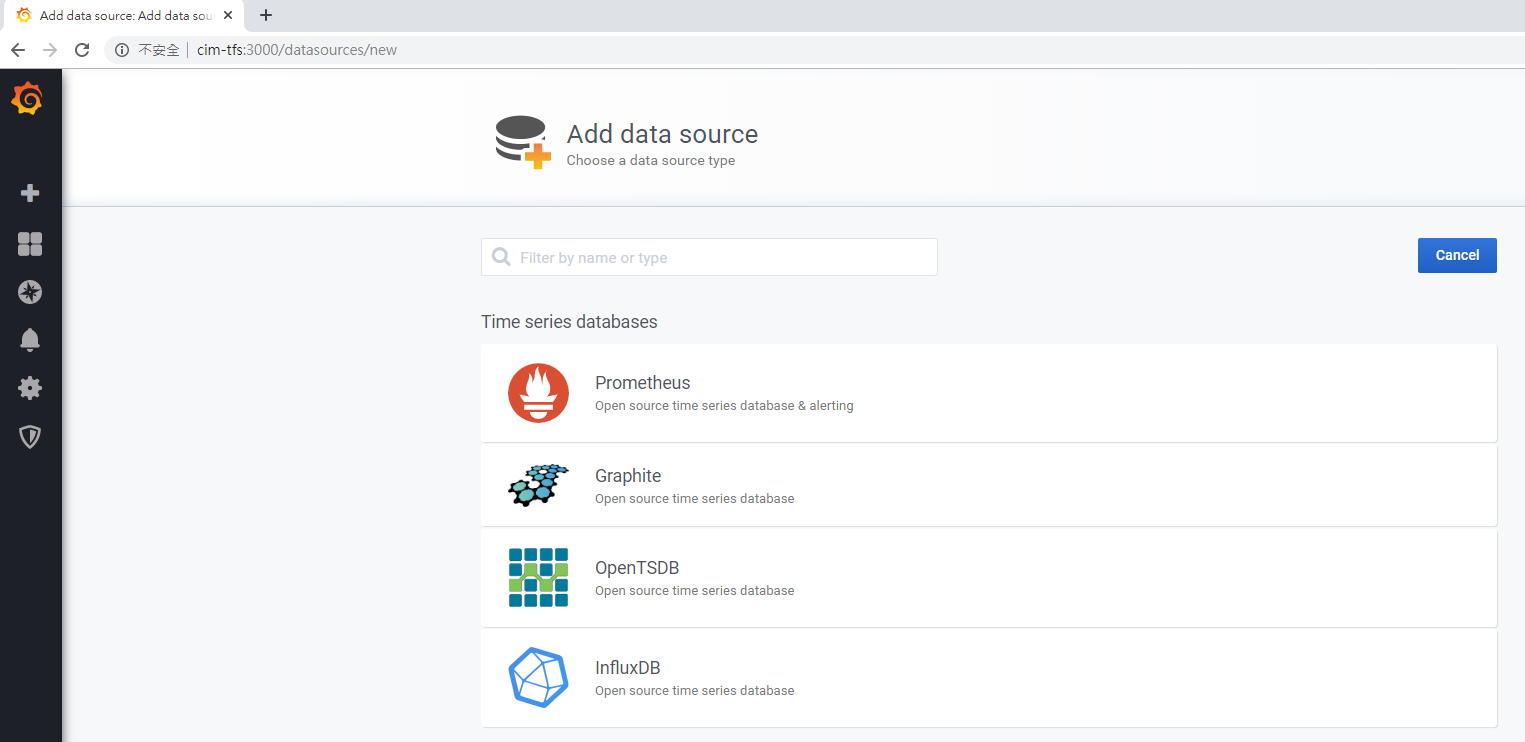 Add data source: Add data sou
不安全 | cim-tfs:3000/datasources/new
Add data source
Choose a data source type
Filter by name or type
Cancel
Time series databases
Prometheus
Open source time series database & alerting
Graphite
Open source time series database
OpenTSDB
Open source time series database
InfluxDB
Open source time series database